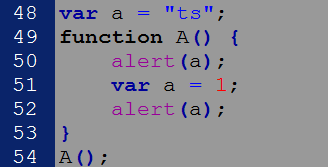 48 var a = "ts";
49 function A() {
50     alert(a);
51     var a = 1;
52     alert(a);
53 }
54 A();